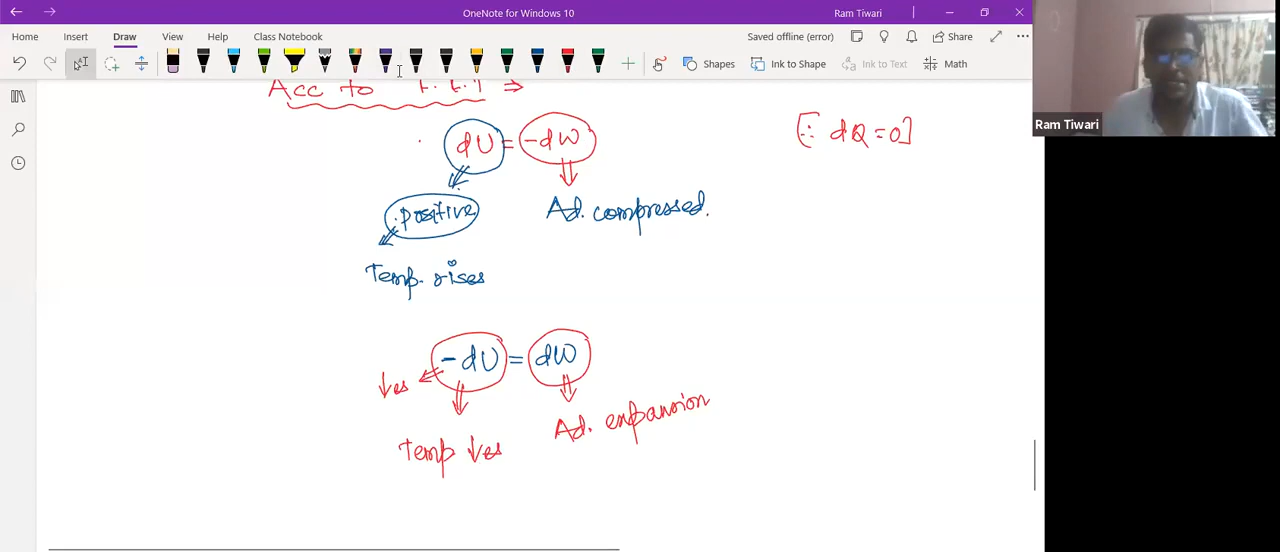 OneNote for Windows 10
Ram Tiwari
Home Insert Draw View Help Class Notebook
Saved offline (error) Share
Shapes Ink to Shape Ink to Text Math
Acc to F.L.T ⇒
dU = -dW [∵ dQ = 0]
positive Ad. compressed.
Temp. rises
-dU = dW
↓es
Ad. expansion
Temp ↓es
Ram Tiwari